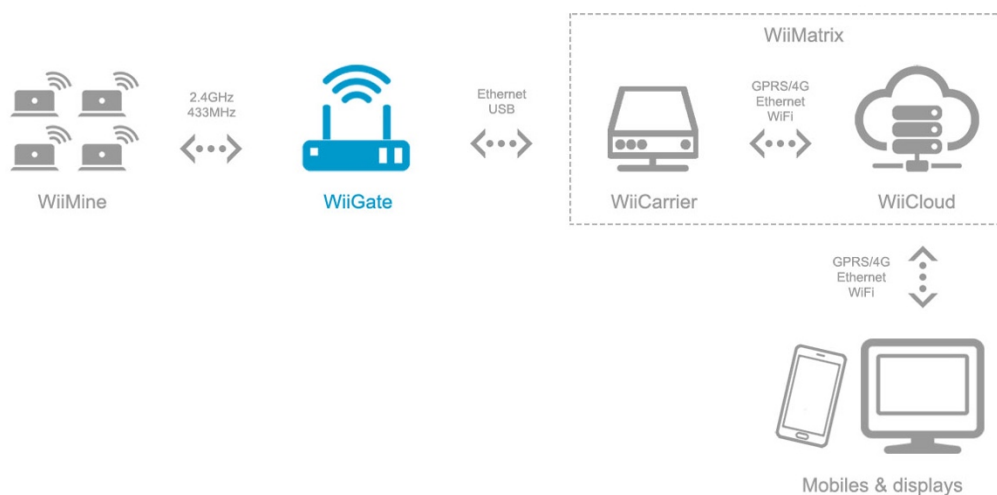 WiiMatrix
2.4GHz
433MHz
Ethernet
USB
GPRS/4G
Ethernet
WiFi
WiiMine
WiiGate
WiiCarrier
WiiCloud
GPRS/4G
Ethernet
WiFi
Mobiles & displays